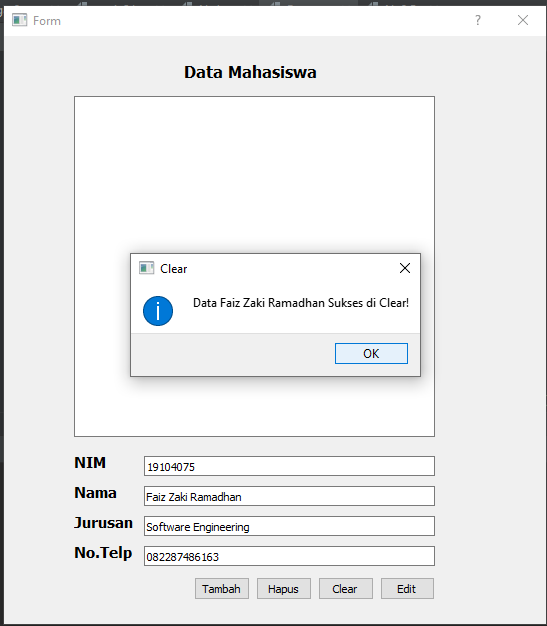 Form
?
Data Mahasiswa
Clear
Data Faiz Zaki Ramadhan Sukses di Clear!
OK
NIM 19104075
Nama Faiz Zaki Ramadhan
Jurusan Software Engineering
No.Telp 082287486163
Tambah Hapus Clear Edit